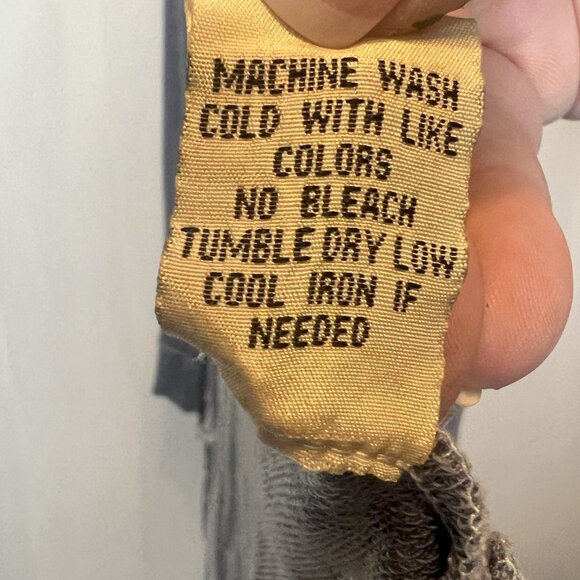 MACHINE WASH
COLD WITH LIKE
COLORS
NO BLEACH
TUMBLE DRY LOW
COOL IRON IF
NEEDED